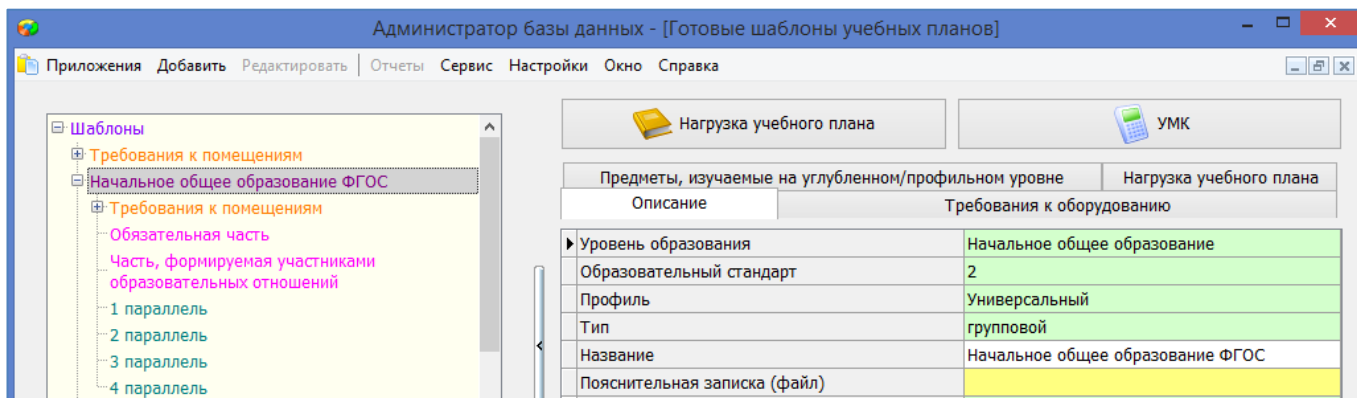 Администратор базы данных - [Готовые шаблоны учебных планов]
Приложения Добавить Редактировать Отчеты Сервис Настройки Окно Справка
Шаблоны
Требования к помещениям
Начальное общее образование ФГОС
Требования к помещениям
Обязательная часть
Часть, формируемая участниками
образовательных отношений
1 параллель
2 параллель
3 параллель
4 параллель
Нагрузка учебного плана УМК
Предметы, изучаемые на углубленном/профильном уровне Нагрузка учебного плана
Описание Требования к оборудованию
Уровень образования Начальное общее образование
Образовательный стандарт 2
Профиль Универсальный
Тип групповой
Название Начальное общее образование ФГОС
Пояснительная записка (файл)